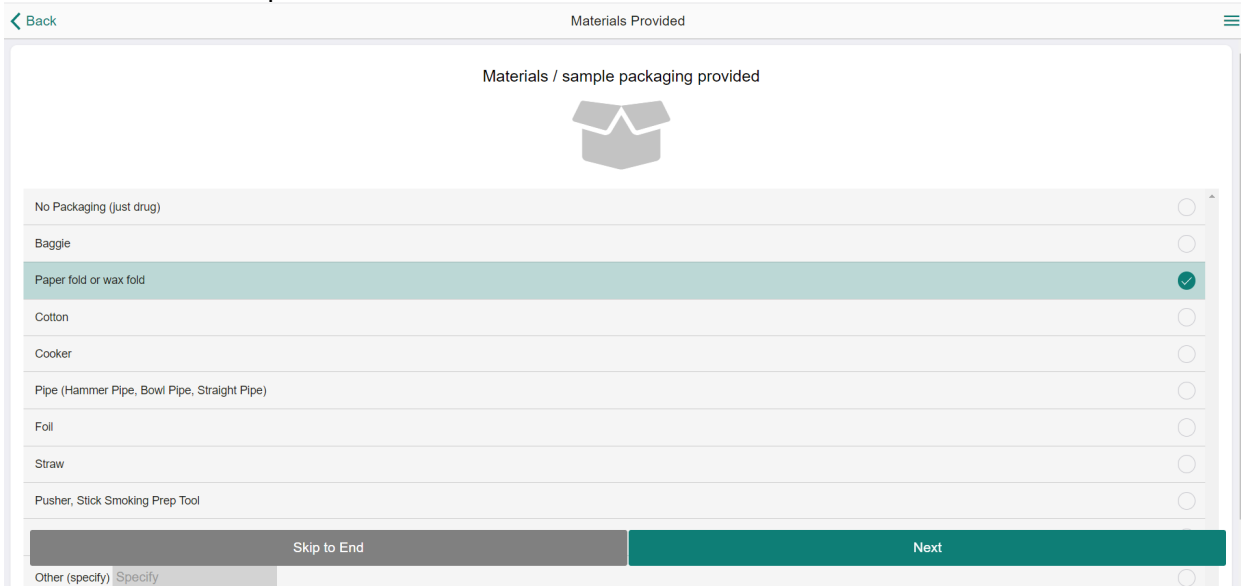 Back
Materials Provided
Materials / sample packaging provided
No Packaging (just drug)
Baggie
Paper fold or wax fold
Cotton
Cooker
Pipe (Hammer Pipe, Bowl Pipe, Straight Pipe)
Foil
Straw
Pusher, Stick Smoking Prep Tool
Skip to End
Next
Other (specify) Specify